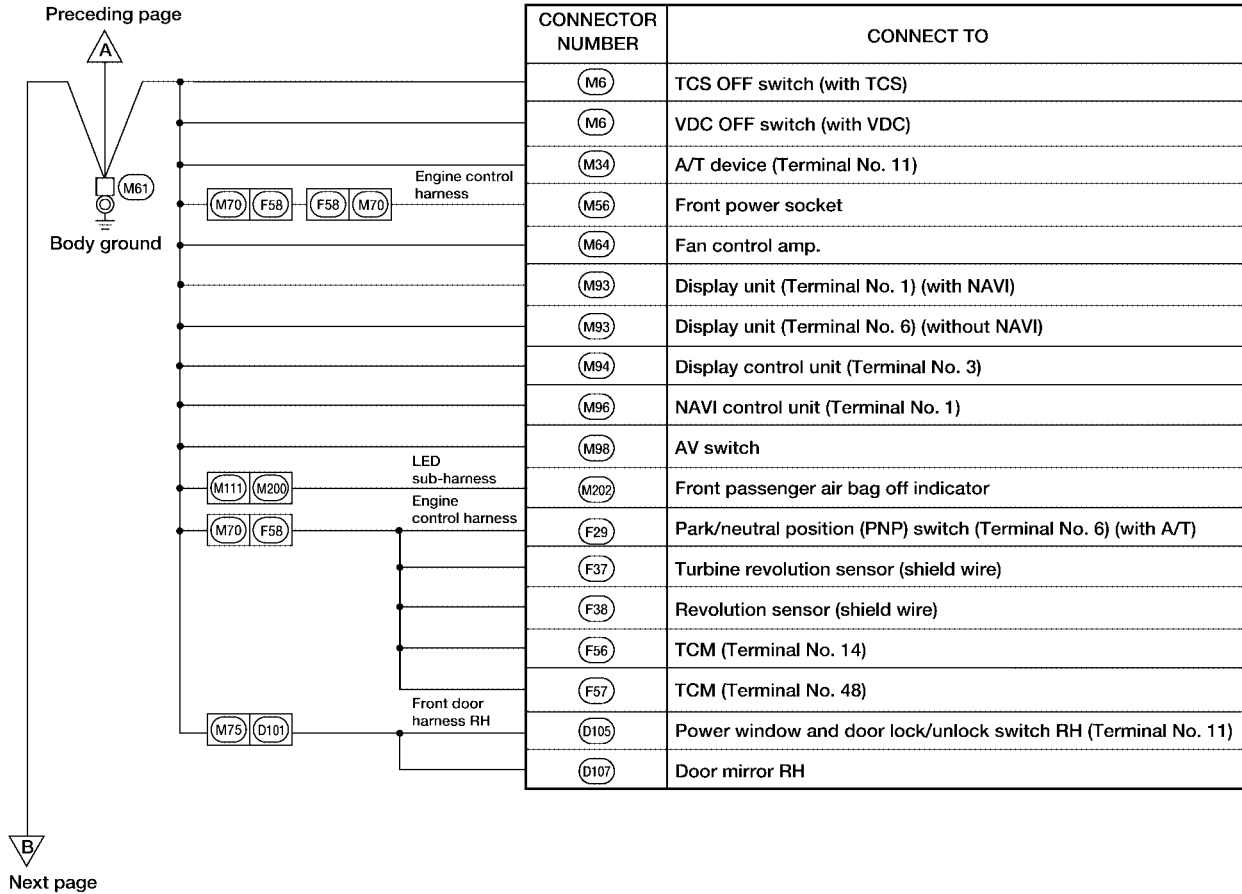 Preceding page
A
CONNECTOR NUMBER
CONNECT TO
M6 TCS OFF switch (with TCS)
M6 VDC OFF switch (with VDC)
M34 A/T device (Terminal No. 11)
M61
Body ground
Engine control
harness
M70 F58 F58 M70
M56 Front power socket
M64 Fan control amp.
M93 Display unit (Terminal No. 1) (with NAVI)
M93 Display unit (Terminal No. 6) (without NAVI)
M94 Display control unit (Terminal No. 3)
M96 NAVI control unit (Terminal No. 1)
M98 AV switch
LED
sub-harness
M111 M200
M202 Front passenger air bag off indicator
Engine
control harness
M70 F58
F29 Park/neutral position (PNP) switch (Terminal No. 6) (with A/T)
F37 Turbine revolution sensor (shield wire)
F38 Revolution sensor (shield wire)
F56 TCM (Terminal No. 14)
F57 TCM (Terminal No. 48)
Front door
harness RH
M75 D101
D105 Power window and door lock/unlock switch RH (Terminal No. 11)
D107 Door mirror RH
B
Next page